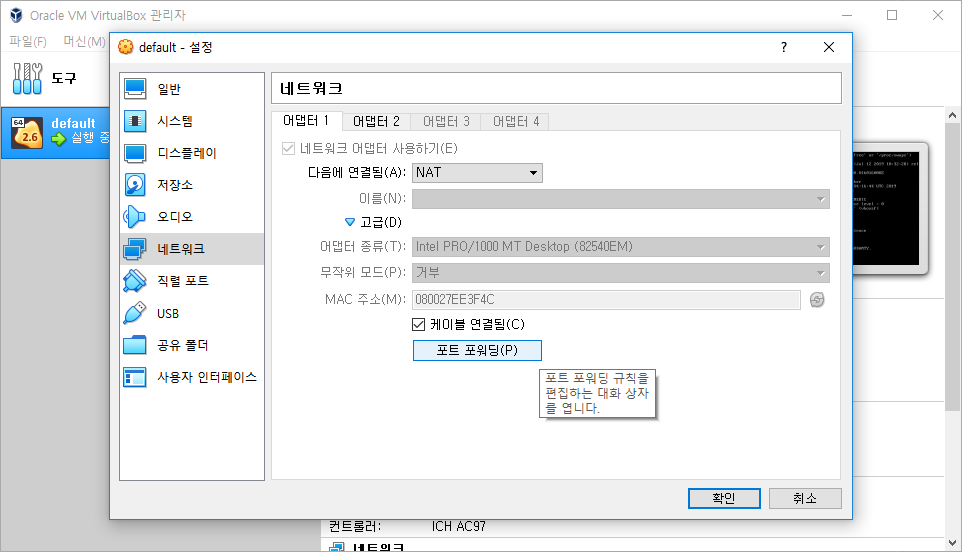 Oracle VM VirtualBox 관리자
파일(F) 머신(M)
도구
64
2.6
default
실행 중
default - 설정
?
일반
시스템
디스플레이
저장소
오디오
네트워크
직렬 포트
USB
공유 폴더
사용자 인터페이스
네트워크
어댑터 1 어댑터 2 어댑터 3 어댑터 4
네트워크 어댑터 사용하기(E)
다음에 연결됨(A): NAT
이름(N):
고급(D)
어댑터 종류(T): Intel PRO/1000 MT Desktop (82540EM)
무작위 모드(P): 거부
MAC 주소(M): 080027EE3F4C
케이블 연결됨(C)
포트 포워딩(P)
포트 포워딩 규칙을
편집하는 대화 상자
를 엽니다.
확인 취소
컨트롤러: ICH AC97
네트워크